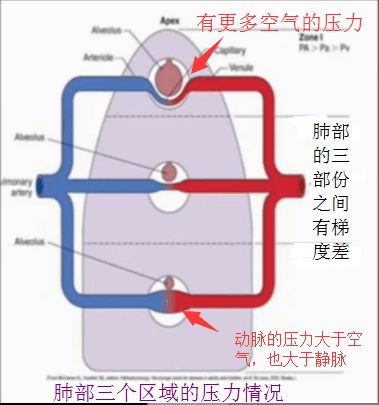 Apex
有更多空气的压力
Alveolus
Zone I
PA > Pa > Pv
Capillary
Arteriole
Venule
肺部
的三
部份
之间
有梯
度差
Alveolus
pulmonary
artery
Alveolus
动脉的压力大于空
气，也大于静脉
肺部三个区域的压力情况